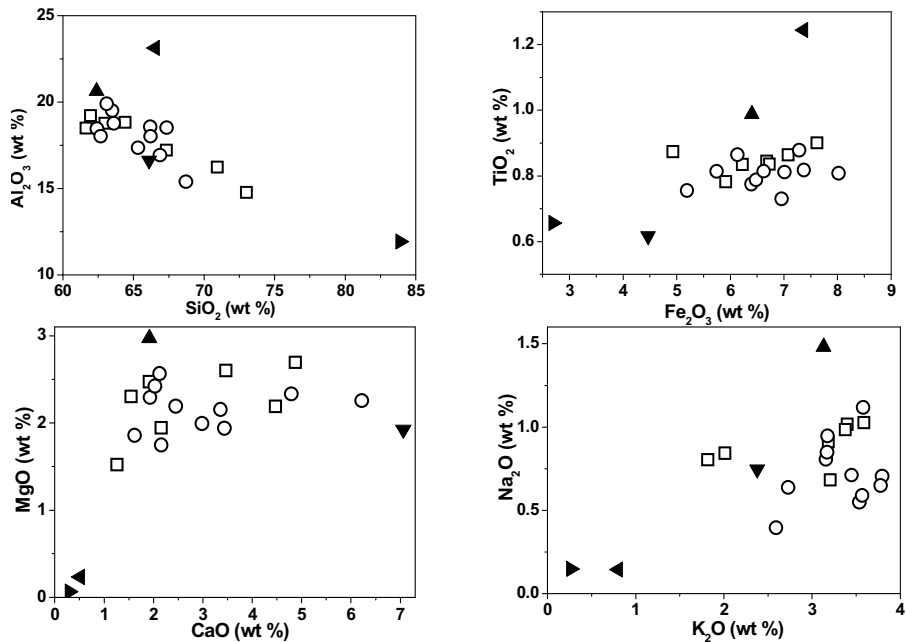 25
20
15
10
60 65 70 75 80 85
Al₂O₃ (wt %)
SiO₂ (wt %)
1.2
1.0
0.8
0.6
3 4 5 6 7 8 9
TiO₂ (wt %)
Fe₂O₃ (wt %)
3
2
1
0
0 1 2 3 4 5 6 7
MgO (wt %)
CaO (wt %)
1.5
1.0
0.5
0.0
0 1 2 3 4
Na₂O (wt %)
K₂O (wt %)